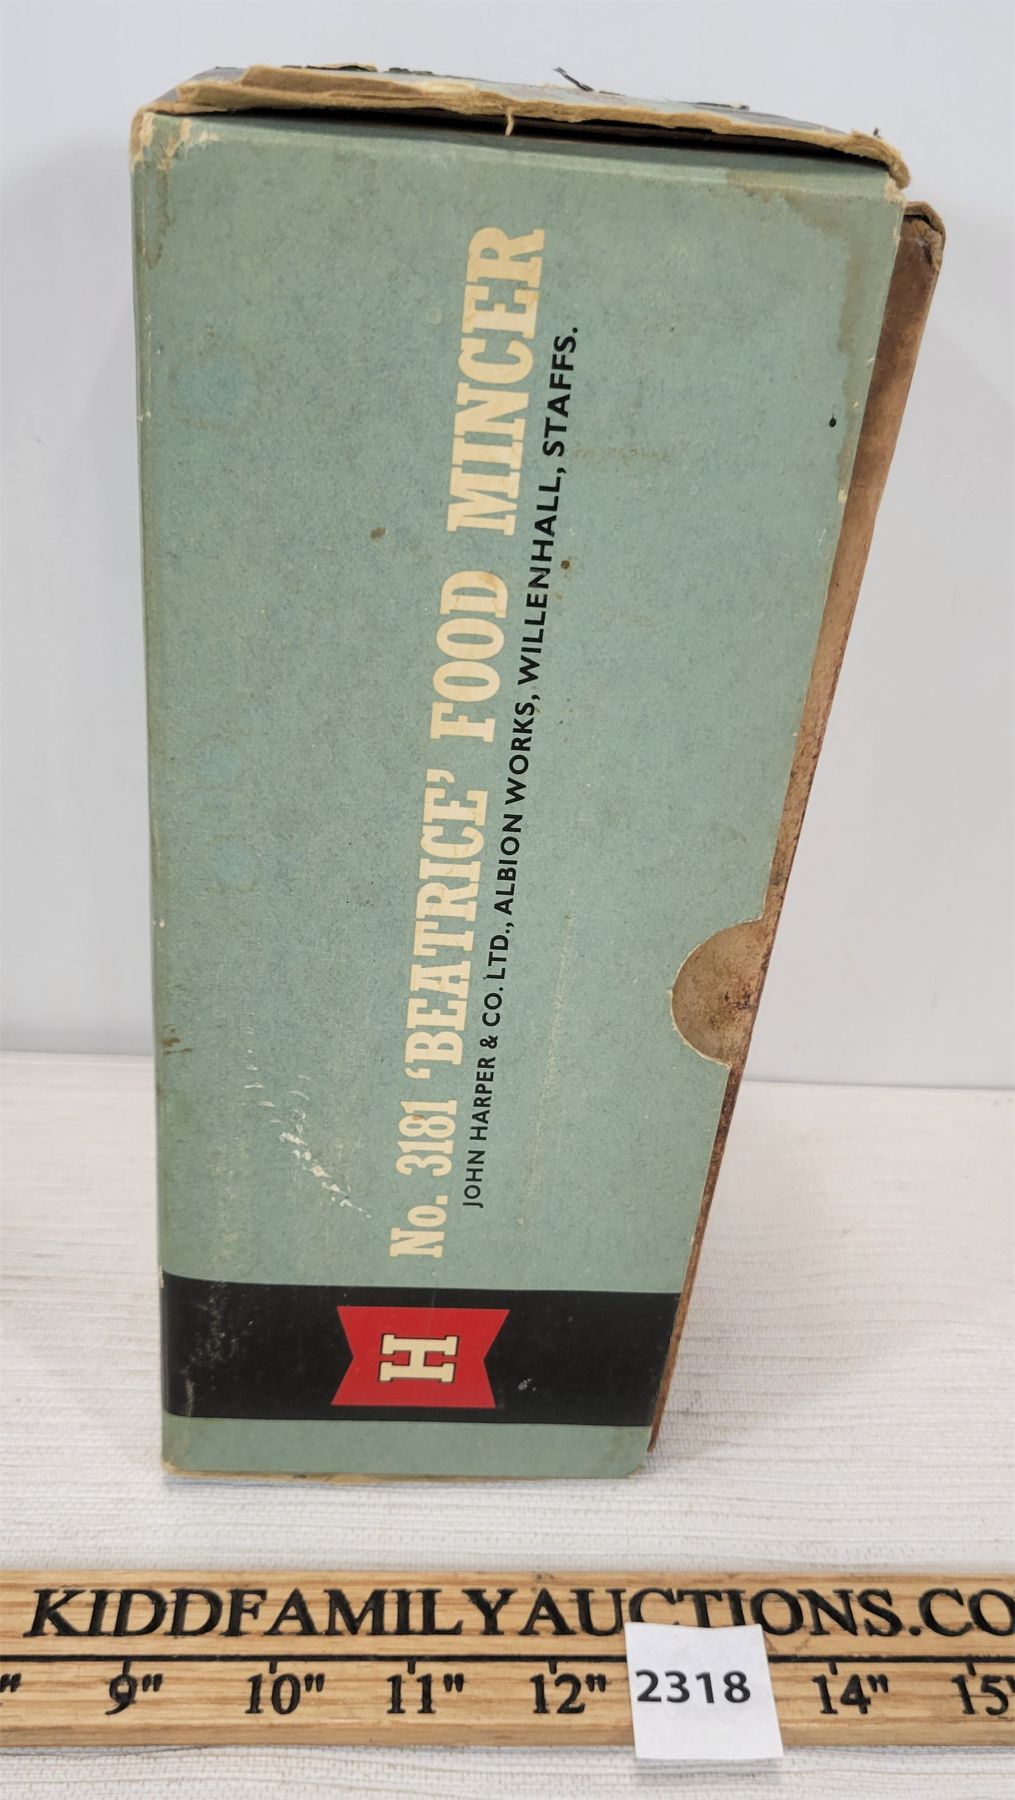 No. 3181 'BEATRICE' FOOD MINCER
JOHN HARPER & CO. LTD., ALBION WORKS, WILLENHALL, STAFFS.
H
KIDDFAMILYAUCTIONS.CO
9" 10" 11" 12" 14" 15"
2318